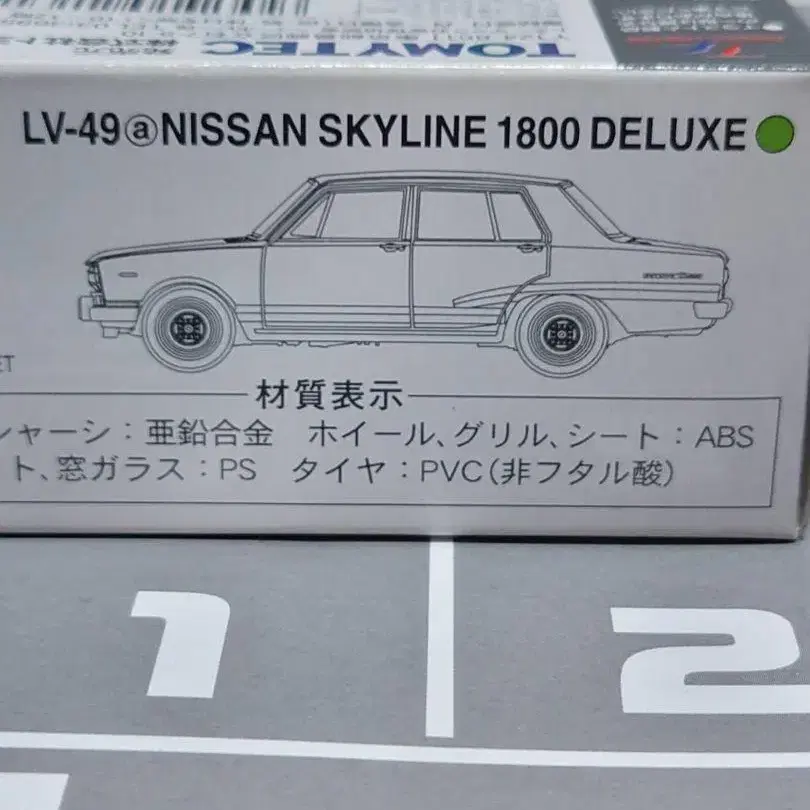 TOMYTEC
LV-49ⓐNISSAN SKYLINE 1800 DELUXE
ET
材質表示
シャーシ：亜鉛合金　ホイール、グリル、シート：ABS
ト、窓ガラス：PS　タイヤ：PVC（非フタル酸）
1 2